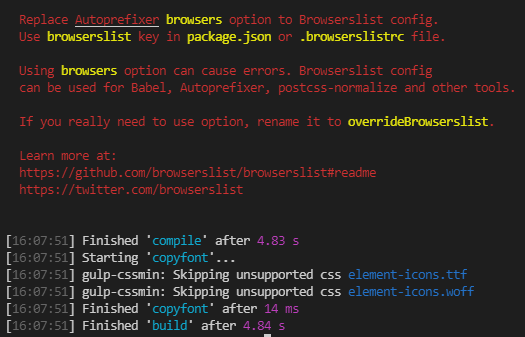 Replace Autoprefixer browsers option to Browserslist config.
Use browserslist key in package.json or .browserslistrc file.
Using browsers option can cause errors. Browserslist config
can be used for Babel, Autoprefixer, postcss-normalize and other tools.
If you really need to use option, rename it to overrideBrowserslist.
Learn more at:
https://github.com/browserslist/browserslist#readme
https://twitter.com/browserslist
[16:07:51] Finished 'compile' after 4.83 s
[16:07:51] Starting 'copyfont'...
[16:07:51] gulp-cssmin: Skipping unsupported css element-icons.ttf
[16:07:51] gulp-cssmin: Skipping unsupported css element-icons.woff
[16:07:51] Finished 'copyfont' after 14 ms
[16:07:51] Finished 'build' after 4.84 s